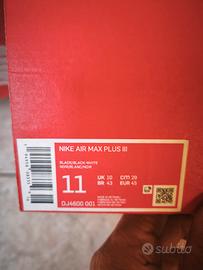 NIKE AIR MAX PLUS III
BLACK/BLACK-WHITE
NOIR/BLANC/NOIR
11
UK 10
CM 29
BR 43
EUR 45
DJ4600 001
subito